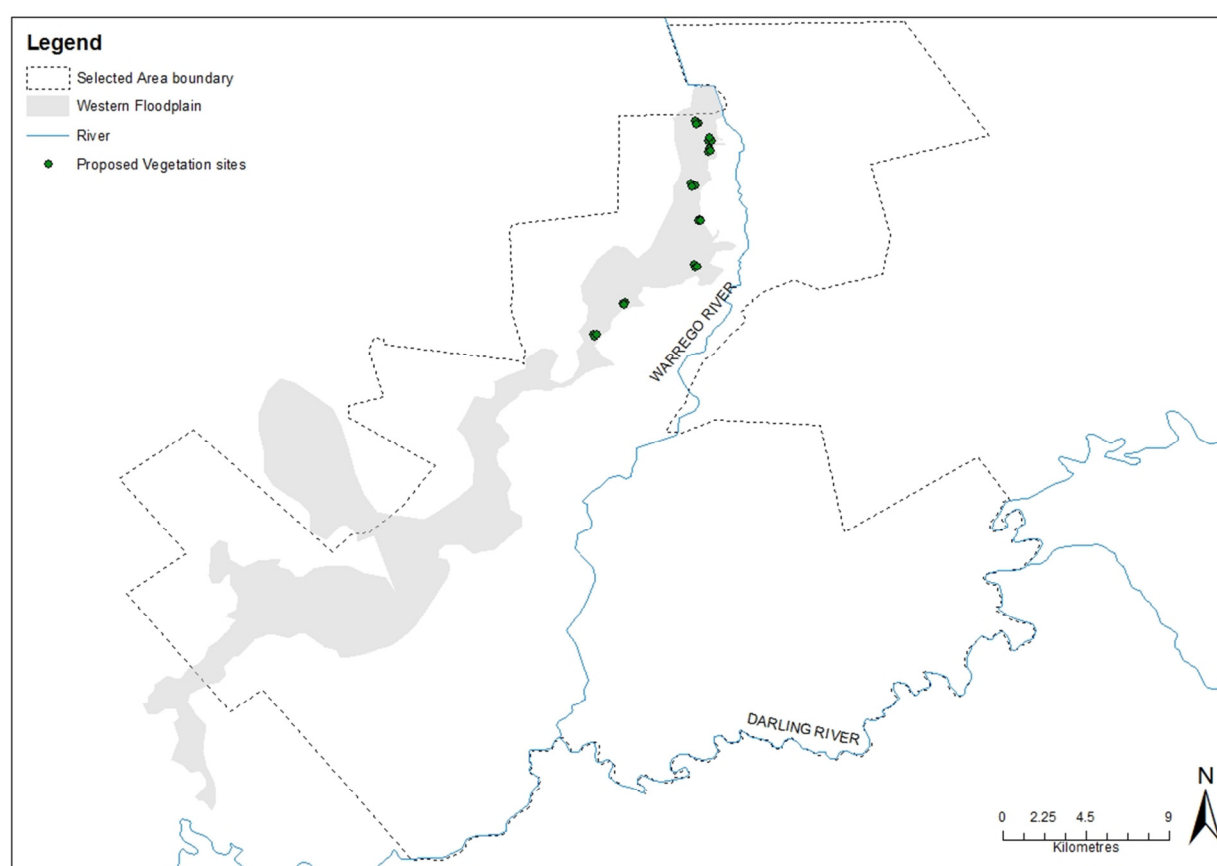 Legend
Selected Area boundary
Western Floodplain
River
Proposed Vegetation sites
WARREGO RIVER
DARLING RIVER
N
0 2.25 4.5 9
Kilometres